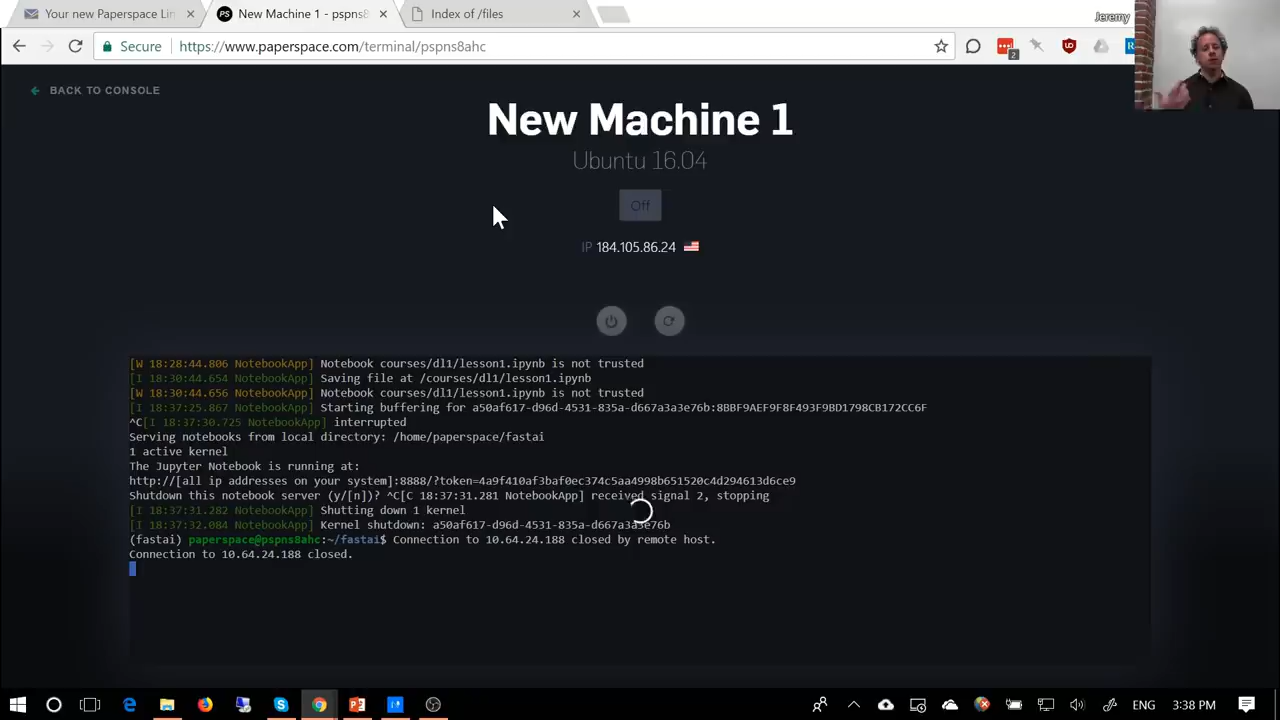 Your new Paperspace Lin
PS New Machine 1 - pspns8
Index of /files
Jeremy
Secure https://www.paperspace.com/terminal/pspns8ahc
2
BACK TO CONSOLE
New Machine 1
Ubuntu 16.04
Off
IP 184.105.86.24
[W 18:28:44.806 NotebookApp] Notebook courses/dl1/lesson1.ipynb is not trusted
[I 18:30:44.654 NotebookApp] Saving file at /courses/dl1/lesson1.ipynb
[W 18:30:44.656 NotebookApp] Notebook courses/dl1/lesson1.ipynb is not trusted
[I 18:37:25.867 NotebookApp] Starting buffering for a50af617-d96d-4531-835a-d667a3a3e76b:8BBF9AEF9F8F493F9BD1798CB172CC6F
^C[I 18:37:30.725 NotebookApp] interrupted
Serving notebooks from local directory: /home/paperspace/fastai
1 active kernel
The Jupyter Notebook is running at:
http://[all ip addresses on your system]:8888/?token=4a9f410af3baf0ec374c5aa4998b651520c4d294613d6ce9
Shutdown this notebook server (y/[n])? ^C[C 18:37:31.281 NotebookApp] received signal 2, stopping
[I 18:37:31.282 NotebookApp] Shutting down 1 kernel
[I 18:37:32.084 NotebookApp] Kernel shutdown: a50af617-d96d-4531-835a-d667a3a3e76b
(fastai) paperspace@pspns8ahc:~/fastai$ Connection to 10.64.24.188 closed by remote host.
Connection to 10.64.24.188 closed.
ENG
3:38 PM